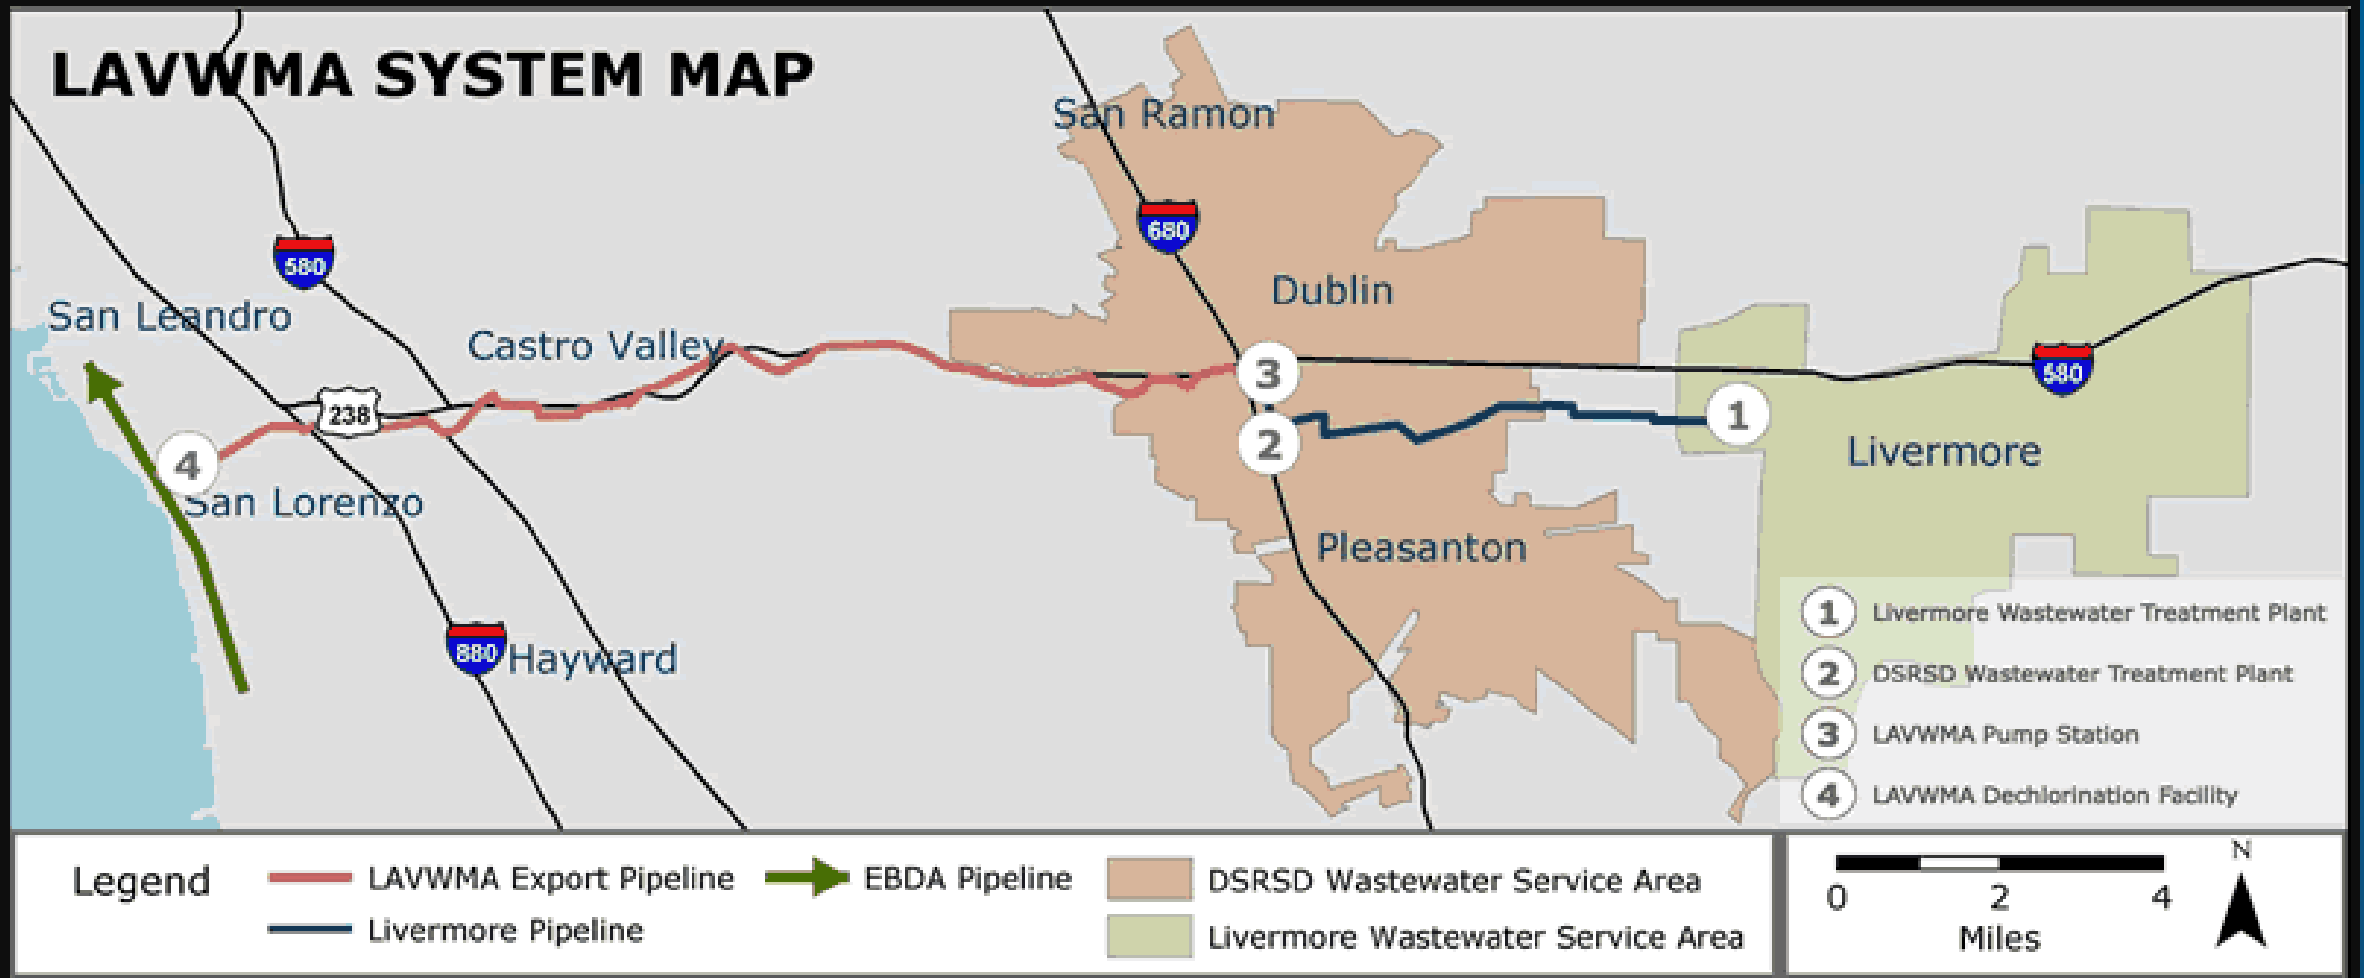 LAVWMA SYSTEM MAP
San Ramon
680
580
Dublin
San Leandro
Castro Valley
3
580
238
1
2
Livermore
4
San Lorenzo
Pleasanton
880
Hayward
1 Livermore Wastewater Treatment Plant
2 DSRSD Wastewater Treatment Plant
3 LAVWMA Pump Station
4 LAVWMA Dechlorination Facility
Legend
LAVWMA Export Pipeline
EBDA Pipeline
DSRSD Wastewater Service Area
Livermore Pipeline
Livermore Wastewater Service Area
0 2 4
Miles
N